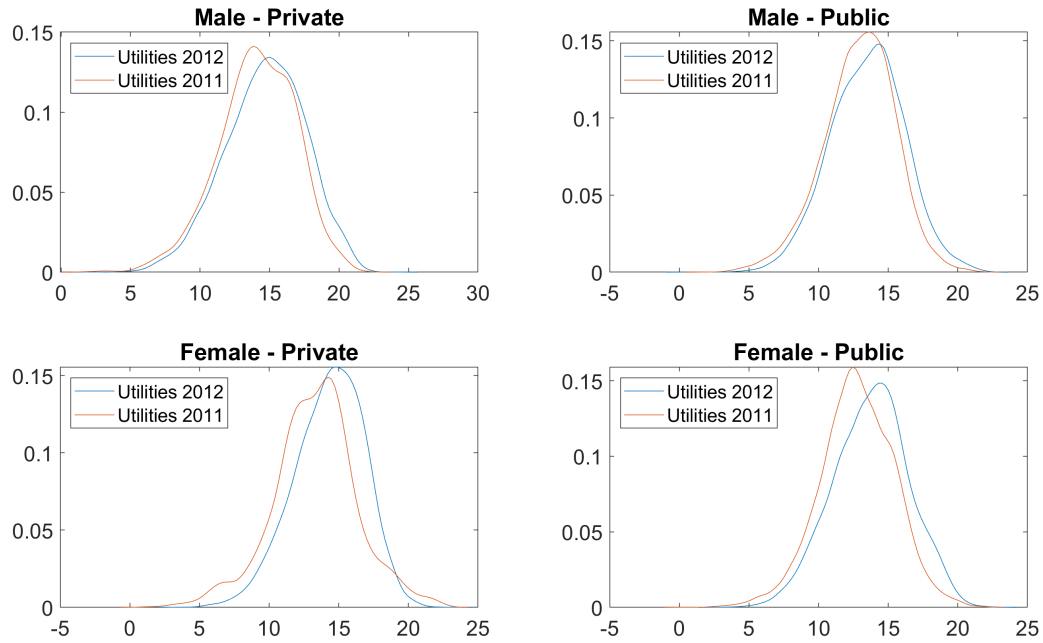 Male - Private
0.15
0.1
0.05
0
Utilities 2012
Utilities 2011
0 5 10 15 20 25 30
Male - Public
0.15
0.1
0.05
0
Utilities 2012
Utilities 2011
-5 0 5 10 15 20 25
Female - Private
0.15
0.1
0.05
0
Utilities 2012
Utilities 2011
-5 0 5 10 15 20 25
Female - Public
0.15
0.1
0.05
0
Utilities 2012
Utilities 2011
-5 0 5 10 15 20 25